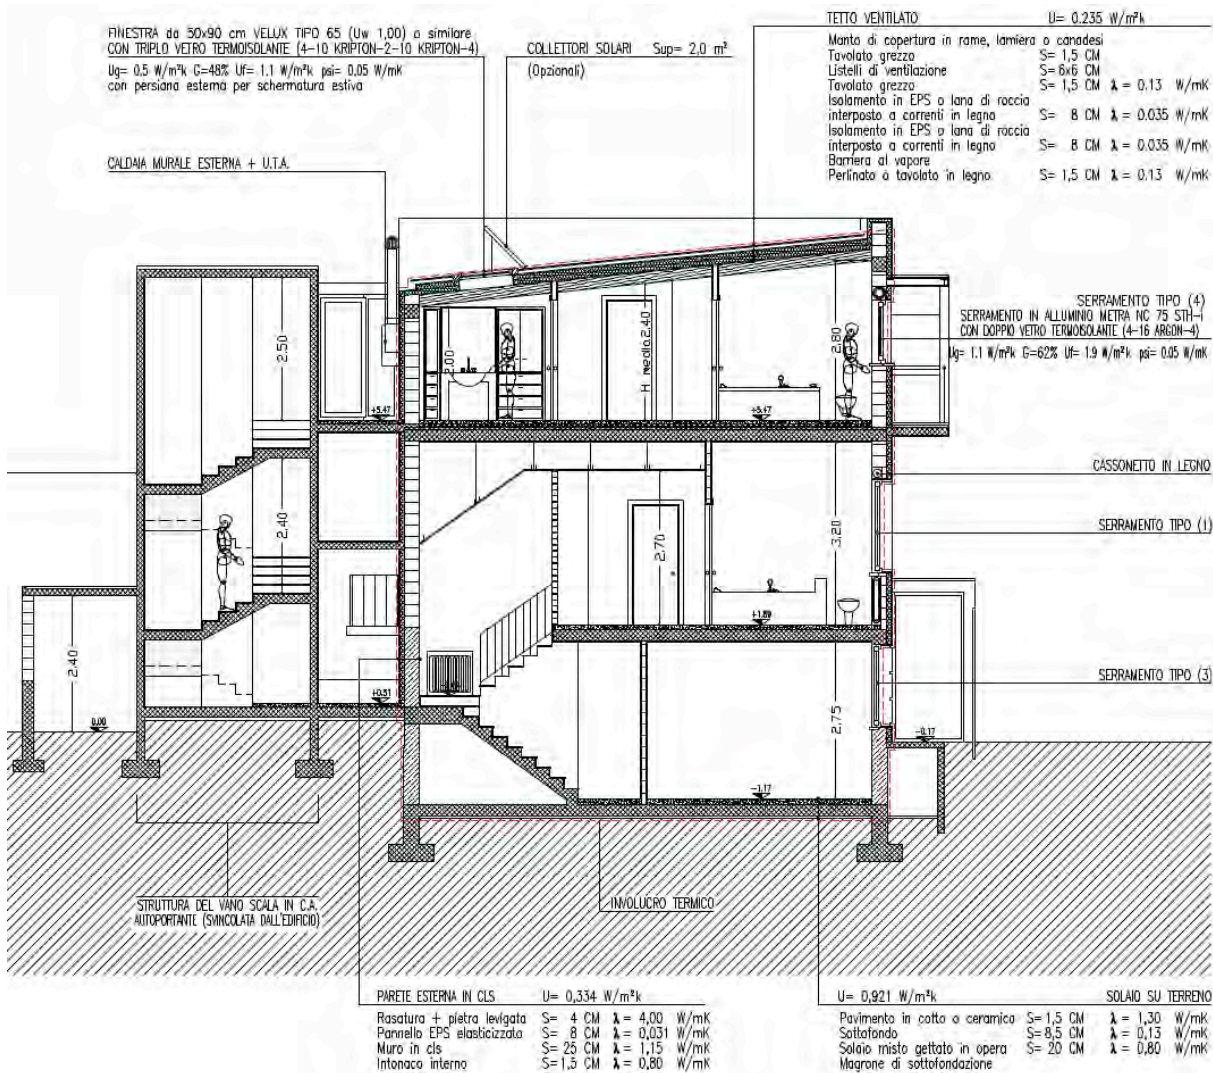 FINESTRA da 50x90 cm VELUX TIPO 65 (Uw 1,00) o similare
CON TRIPLO VETRO TERMOISOLANTE (4-10 KRIPTON-2-10 KRIPTON-4)
Ug= 0.5 W/m²k G=48% Uf= 1.1 W/m²k psi= 0.05 W/mK
con persiana esterna per schermatura estiva
COLLETTORI SOLARI Sup= 2,0 m²
(Opzionali)
TETTO VENTILATO U= 0.235 W/m²k
Manto di copertura in rame, lamiera o canadesi
Tavolato grezzo S= 1,5 CM
Listelli di ventilazione S= 6x6 CM
Tavolato grezzo S= 1,5 CM λ = 0.13 W/mK
Isolamento in EPS o lana di roccia
interposto a correnti in legno S= 8 CM λ = 0.035 W/mK
Isolamento in EPS o lana di roccia
interposto a correnti in legno S= 8 CM λ = 0.035 W/mK
Barriera al vapore
Perlinato o tavolato in legno S= 1,5 CM λ = 0.13 W/mK
CALDAIA MURALE ESTERNA + U.T.A.
SERRAMENTO TIPO (4)
SERRAMENTO IN ALLUMINIO METRA NC 75 STH-i
CON DOPPIO VETRO TERMOISOLANTE (4-16 ARGON-4)
Ug= 1.1 W/m²k G=62% Uf= 1.9 W/m²k psi= 0.05 W/mK
2.50
2.00
H media 2.40
2.80
+5.47
+5.47
CASSONETTO IN LEGNO
SERRAMENTO TIPO (1)
2.40
2.70
3.20
+1.89
2.40
SERRAMENTO TIPO (3)
+0.51
2.75
0.00
-0.17
-1.17
STRUTTURA DEL VANO SCALA IN C.A.
AUTOPORTANTE (SVINCOLATA DALL'EDIFICIO)
INVOLUCRO TERMICO
PARETE ESTERNA IN CLS U= 0,334 W/m²k
Rasatura + pietra levigata S= 4 CM λ = 4,00 W/mK
Pannello EPS elasticizzato S= 8 CM λ = 0,031 W/mK
Muro in cls S= 25 CM λ = 1,15 W/mK
Intonaco interno S= 1,5 CM λ = 0,80 W/mK
U= 0,921 W/m²k SOLAIO SU TERRENO
Pavimento in cotto o ceramico S= 1,5 CM λ = 1,30 W/mK
Sottofondo S= 8,5 CM λ = 0,13 W/mK
Solaio misto gettato in opera S= 20 CM λ = 0,80 W/mK
Magrone di sottofondazione